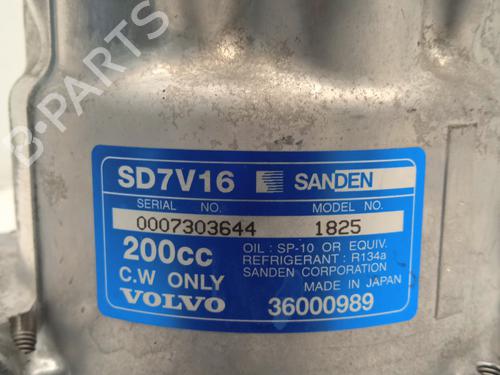 B-PARTS
SD7V16 SANDEN
SERIAL NO. MODEL NO.
0007303644 1825
200cc OIL : SP-10 OR EQUIV.
REFRIGERANT : R134a
C.W ONLY SANDEN CORPORATION
MADE IN JAPAN
VOLVO 36000989